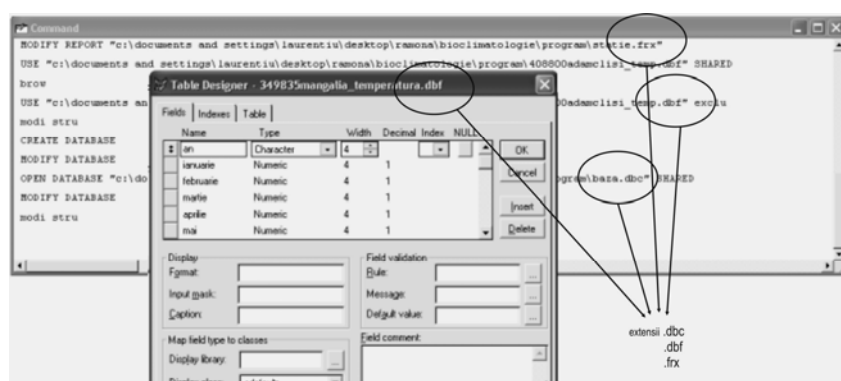 Command
MODIFY REPORT "c:\documents and settings\laurentiu\desktop\ramona\bioclimatologie\program\statie.frx"
USE "c:\documents and settings\laurentiu\desktop\ramona\bioclimatologie\program\408800adamclisi_temp.dbf" SHARED
brow
USE "c:\documents an 00adamclisi_temp.dbf" exclu
modi stru
CREATE DATABASE
MODIFY DATABASE
OPEN DATABASE "c:\do ogram\baza.dbc" SHARED
MODIFY DATABASE
modi stru
Table Designer - 349835mangalia_temperatura.dbf
Fields Indexes Table
Name Type Width Decimal Index NULL
an Character 4
ianuarie Numeric 4 1
februarie Numeric 4 1
martie Numeric 4 1
aprilie Numeric 4 1
mai Numeric 4 1
OK
Cancel
Insert
Delete
Display
Format:
Input mask:
Caption:
Field validation
Rule:
Message:
Default value:
Map field type to classes
Display library:
Field comment:
extensii .dbc
.dbf
.frx